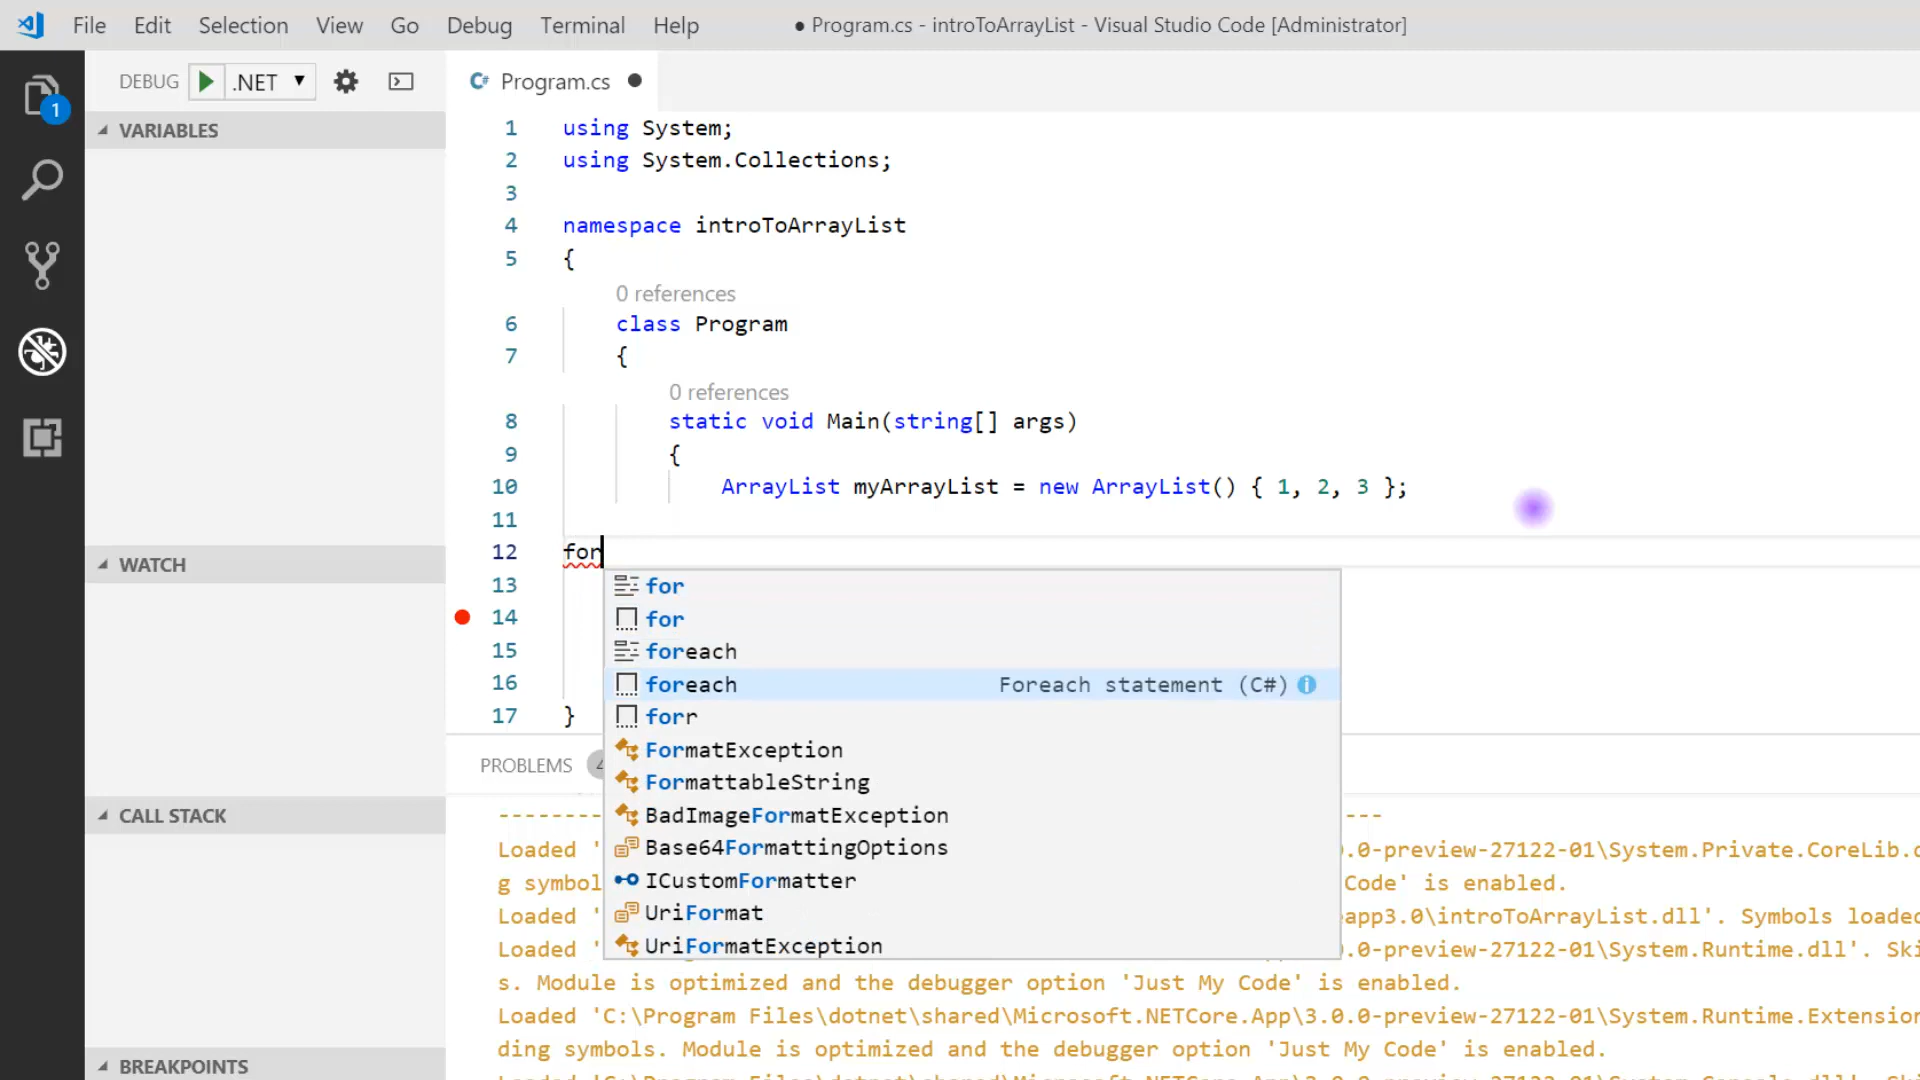 File Edit Selection View Go Debug Terminal Help ● Program.cs - introToArrayList - Visual Studio Code [Administrator]
1
DEBUG .NET
C# Program.cs
VARIABLES
1 using System;
2 using System.Collections;
3
4 namespace introToArrayList
5 {
0 references
6 class Program
7 {
0 references
8 static void Main(string[] args)
9 {
10 ArrayList myArrayList = new ArrayList() { 1, 2, 3 };
11
12 for
13
14
15
16
17 }
for
for
foreach
foreach Foreach statement (C#)
forr
FormatException
FormattableString
BadImageFormatException
Base64FormattingOptions
ICustomFormatter
UriFormat
UriFormatException
WATCH
CALL STACK
BREAKPOINTS
PROBLEMS 4
---------- ---
Loaded ' .0-preview-27122-01\System.Private.CoreLib.
g symbol Code' is enabled.
Loaded ' eapp3.0\introToArrayList.dll'. Symbols loade
Loaded ' .0-preview-27122-01\System.Runtime.dll'. Ski
s. Module is optimized and the debugger option 'Just My Code' is enabled.
Loaded 'C:\Program Files\dotnet\shared\Microsoft.NETCore.App\3.0.0-preview-27122-01\System.Runtime.Extension
ding symbols. Module is optimized and the debugger option 'Just My Code' is enabled.